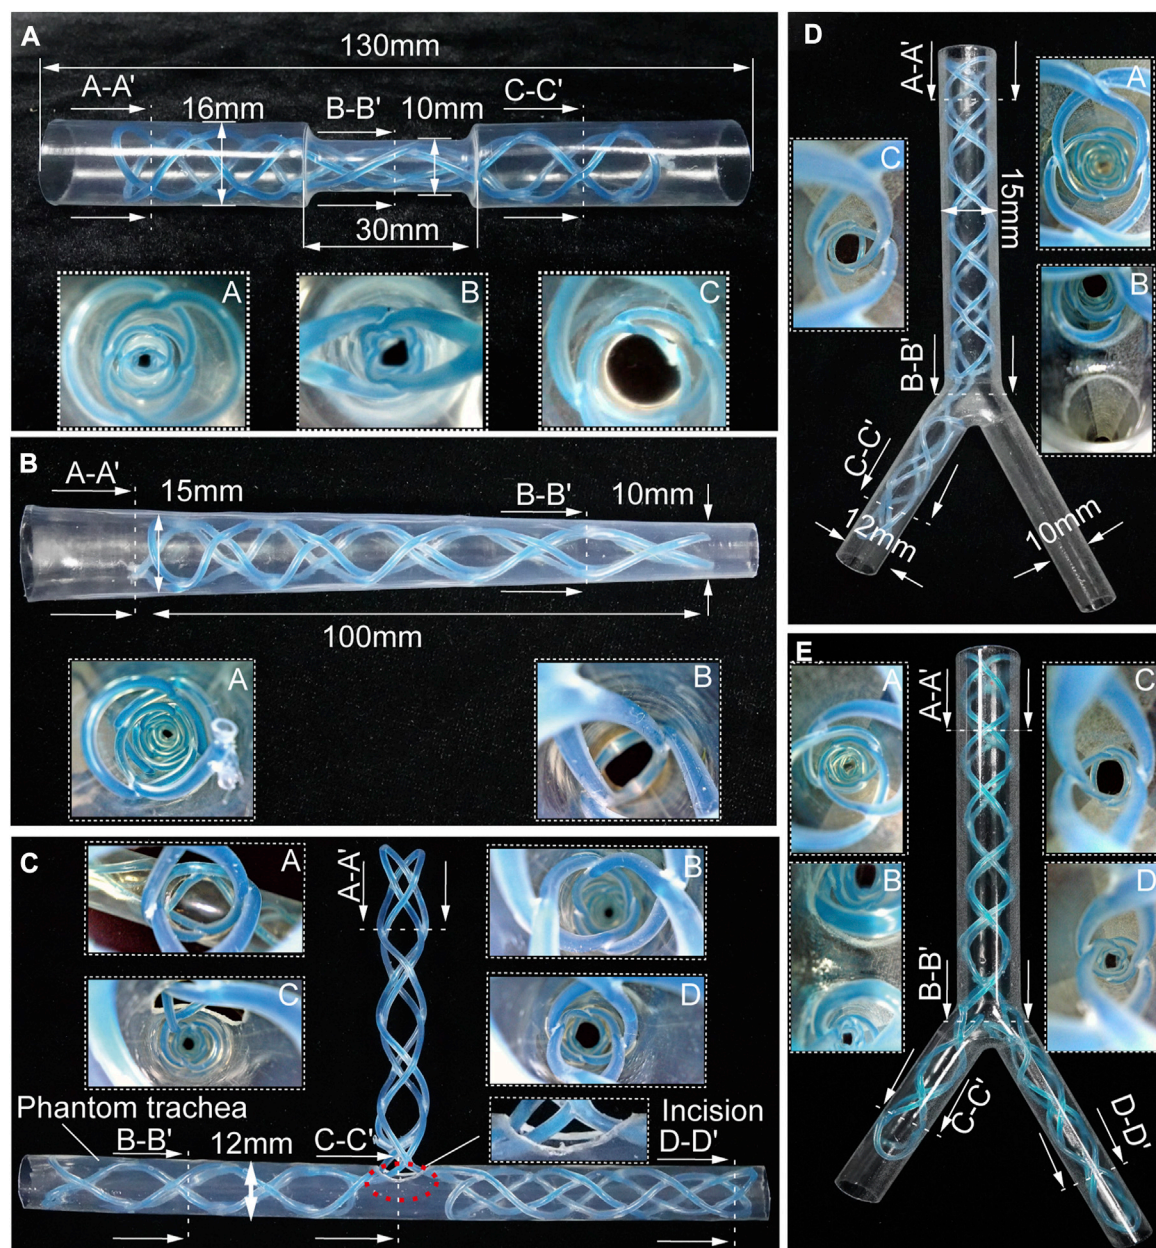 A
130mm
A-A'
16mm
B-B'
10mm
C-C'
30mm
A
B
C
B
A-A'
15mm
B-B'
10mm
100mm
A
B
C
A
A-A'
B
C
D
Phantom trachea
B-B'
12mm
C-C'
Incision
D-D'
D
A-A'
A
C
15mm
B
B-B'
C-C'
12mm
10mm
E
A
A-A'
C
B
B-B'
D
C-C'
D-D'